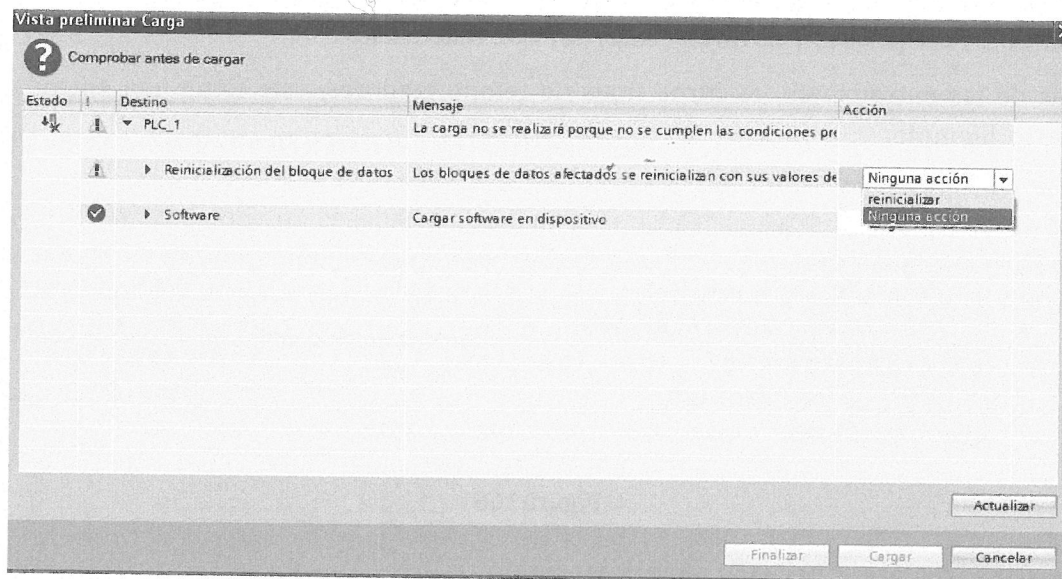 Vista preliminar Carga
Comprobar antes de cargar
Estado ! Destino Mensaje Acción
PLC_1 La carga no se realizará porque no se cumplen las condiciones pre
Reinicialización del bloque de datos Los bloques de datos afectados se reinicializan con sus valores de Ninguna acción
reinicializar
Ninguna acción
Software Cargar software en dispositivo
Actualizar
Finalizar Cargar Cancelar